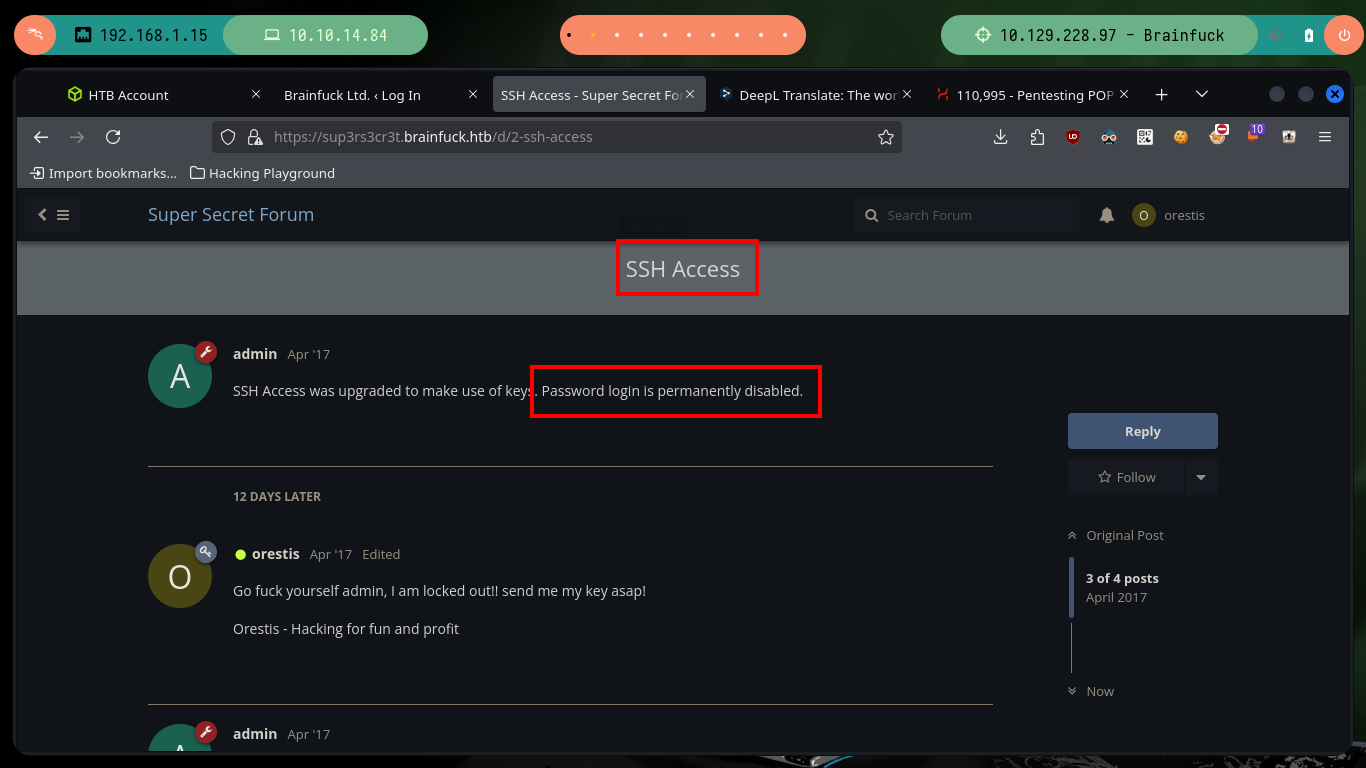 192.168.1.15 10.10.14.84 10.129.228.97 - Brainfuck
HTB Account Brainfuck Ltd. ‹ Log In SSH Access - Super Secret For DeepL Translate: The wor 110,995 - Pentesting POP
https://sup3rs3cr3t.brainfuck.htb/d/2-ssh-access
10
Import bookmarks... Hacking Playground
Super Secret Forum Search Forum O orestis
SSH Access
A admin Apr '17
SSH Access was upgraded to make use of keys. Password login is permanently disabled.
Reply
Follow
12 DAYS LATER
Original Post
O orestis Apr '17 Edited
3 of 4 posts
April 2017
Go fuck yourself admin, I am locked out!! send me my key asap!
Orestis - Hacking for fun and profit
Now
admin Apr '17